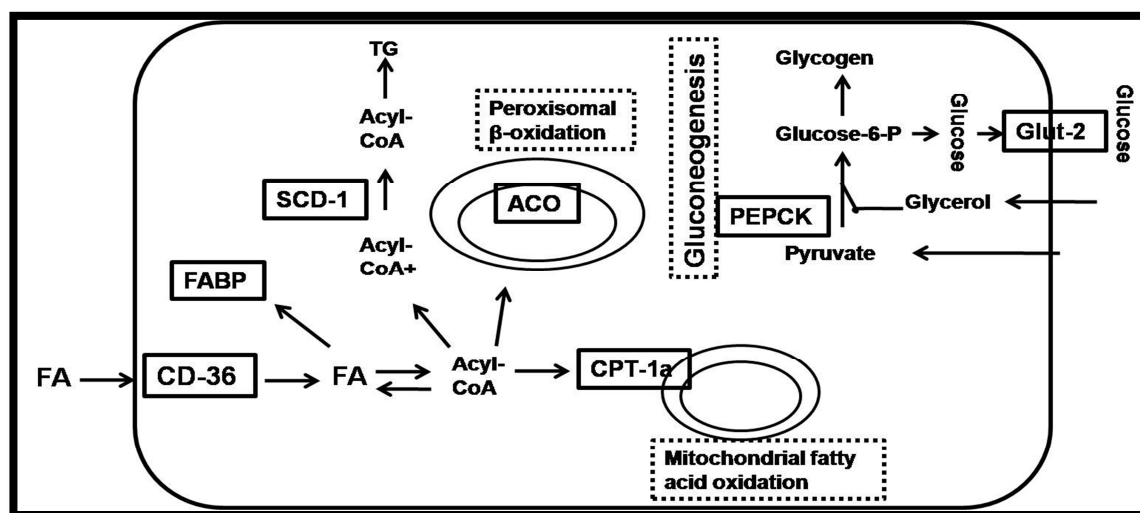 TG
Acyl-
CoA
SCD-1
Acyl-
CoA+
FABP
FA
CD-36
FA
Acyl-
CoA
CPT-1a
Peroxisomal
β-oxidation
ACO
Mitochondrial fatty
acid oxidation
Gluconeogenesis
Glycogen
Glucose-6-P
Glucose
Glut-2
Glucose
PEPCK
Glycerol
Pyruvate